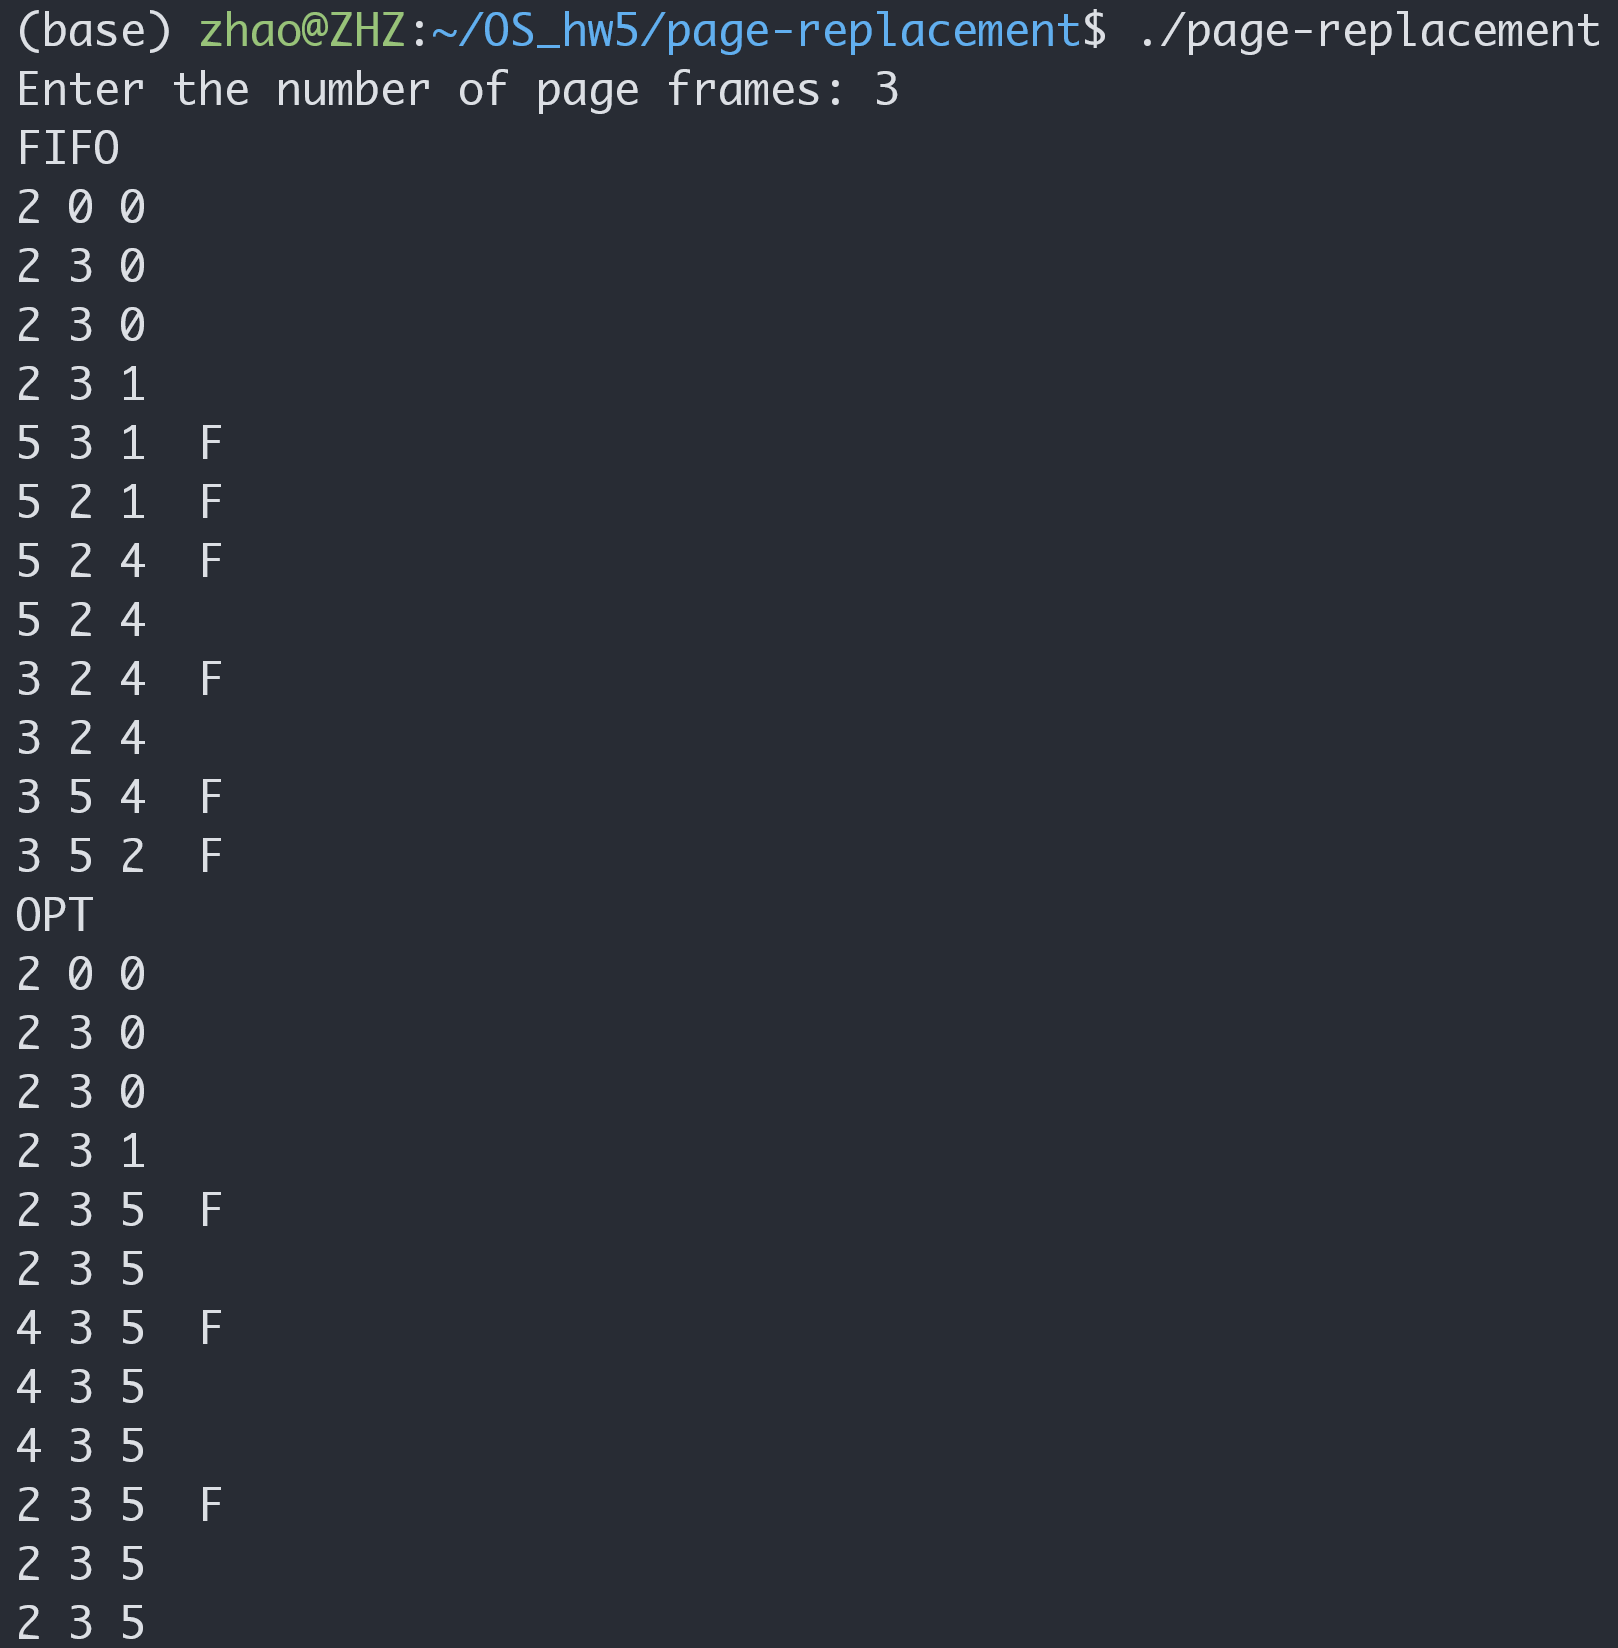 (base) zhao@ZHZ:~/OS_hw5/page-replacement$ ./page-replacement
Enter the number of page frames: 3
FIFO
2 0 0
2 3 0
2 3 0
2 3 1
5 3 1  F
5 2 1  F
5 2 4  F
5 2 4
3 2 4  F
3 2 4
3 5 4  F
3 5 2  F
OPT
2 0 0
2 3 0
2 3 0
2 3 1
2 3 5  F
2 3 5
4 3 5  F
4 3 5
4 3 5
2 3 5  F
2 3 5
2 3 5